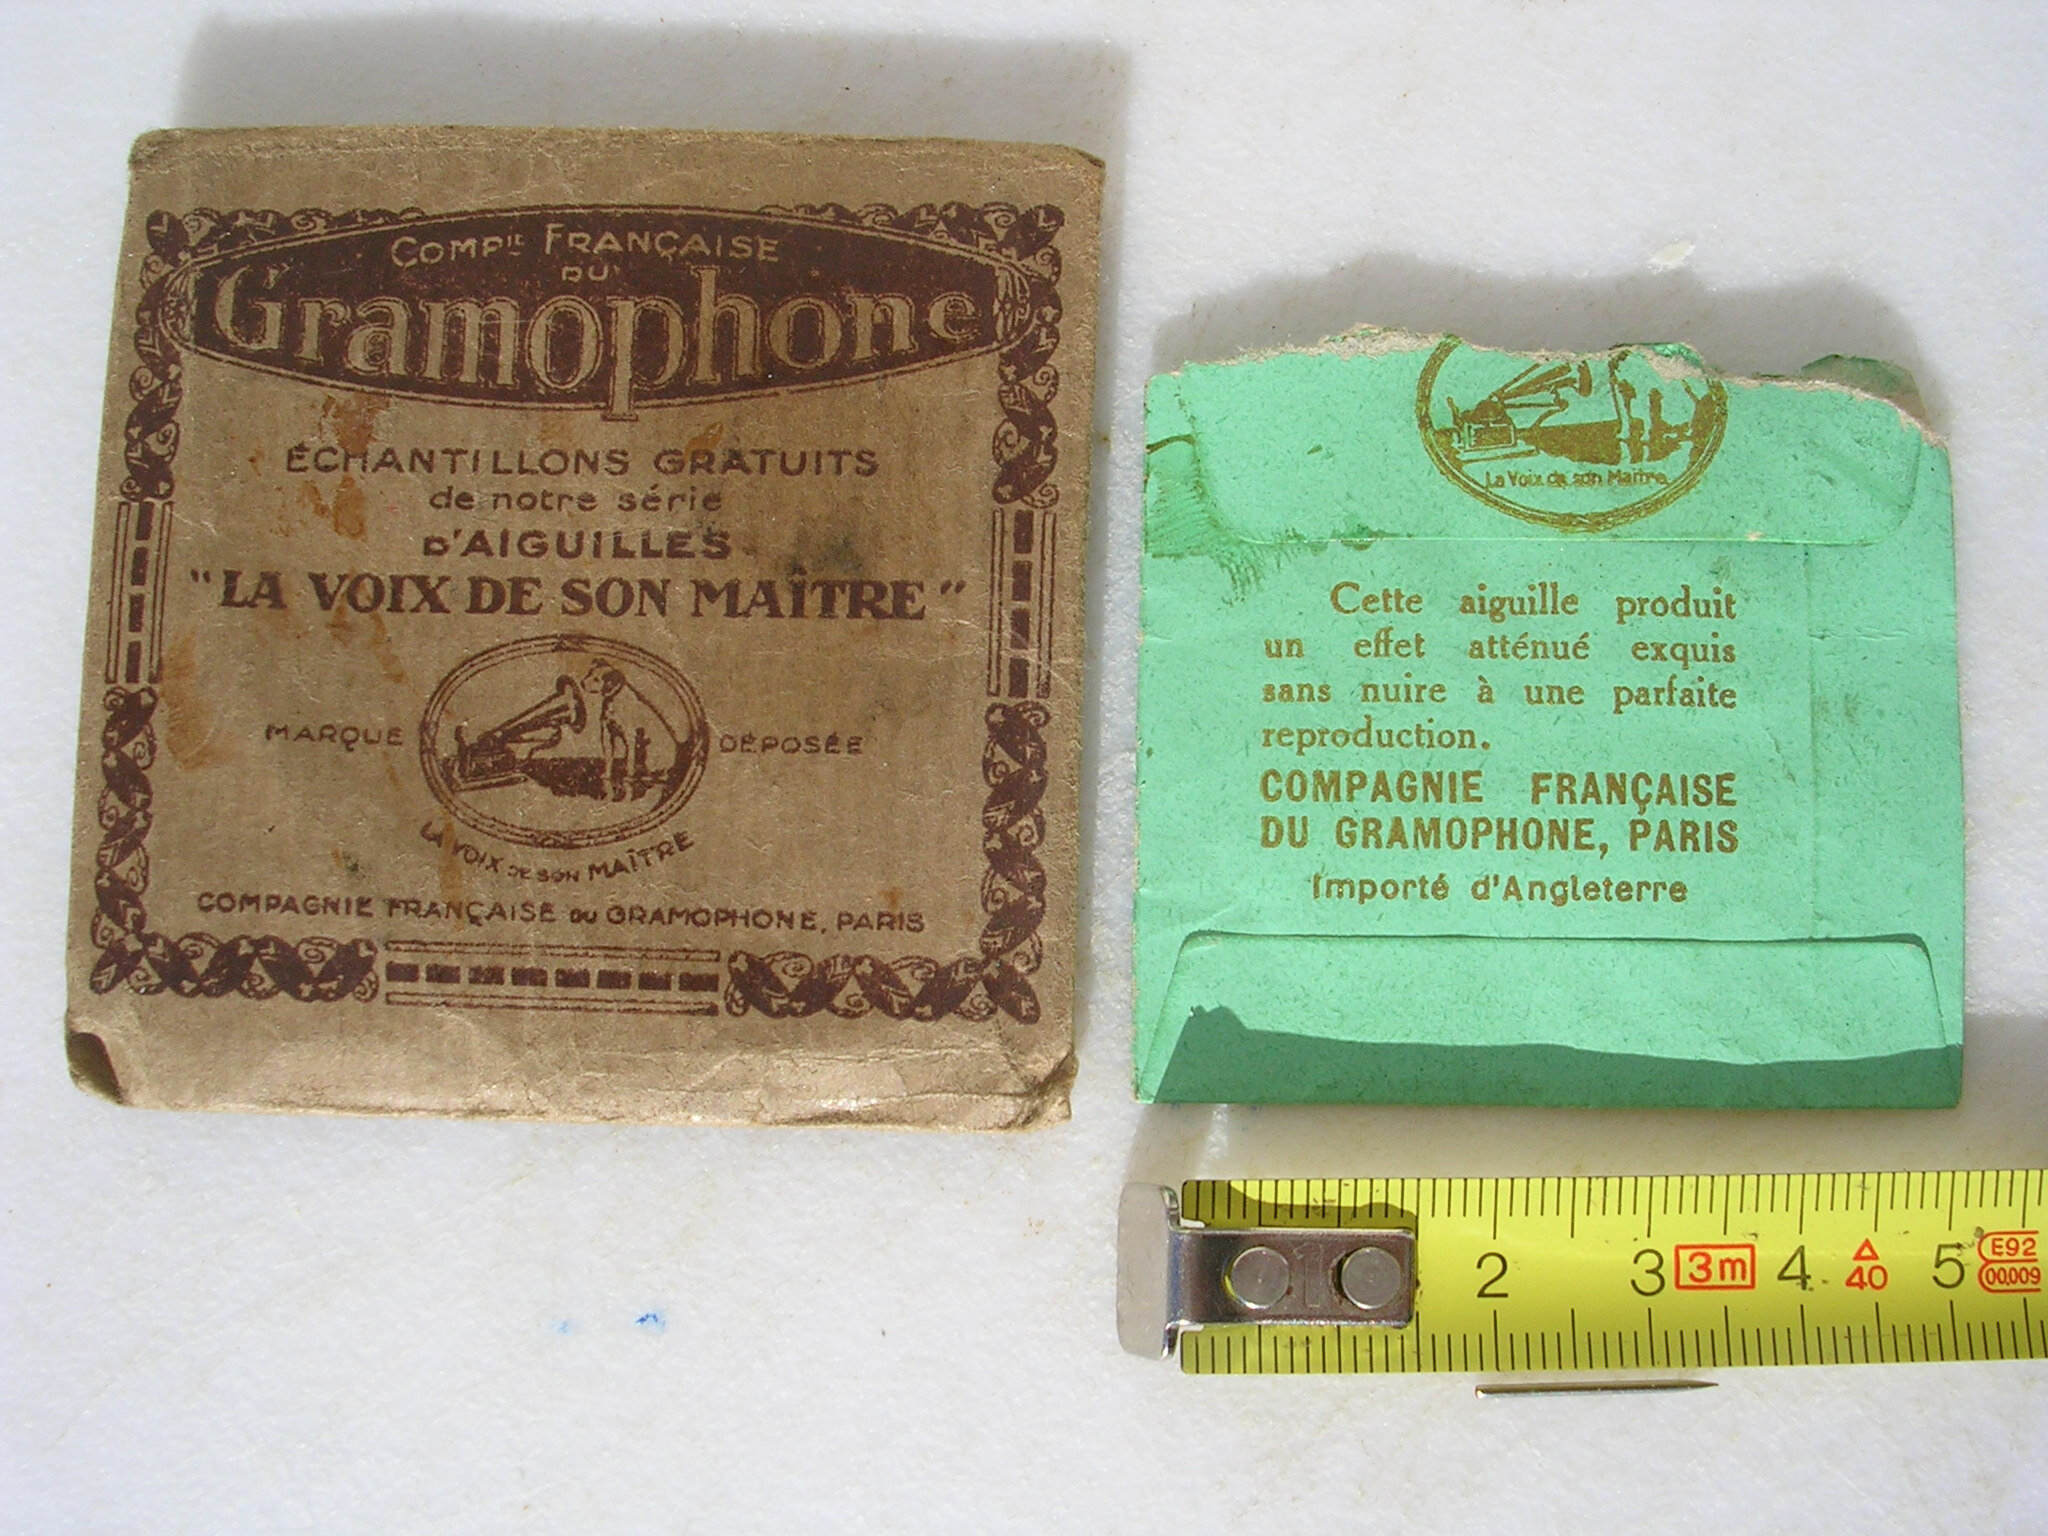 COMPIE FRANÇAISE
DU
Gramophone
ÉCHANTILLONS GRATUITS
de notre série
D'AIGUILLES
"LA VOIX DE SON MAÎTRE"
MARQUE DÉPOSÉE
LA VOIX DE SON MAÎTRE
COMPAGNIE FRANÇAISE DU GRAMOPHONE, PARIS
La Voix de son Maître
Cette aiguille produit
un effet atténué exquis
sans nuire à une parfaite
reproduction.
COMPAGNIE FRANÇAISE
DU GRAMOPHONE, PARIS
Importé d'Angleterre
1 2 3 3m 4 40 5 E92
00.009